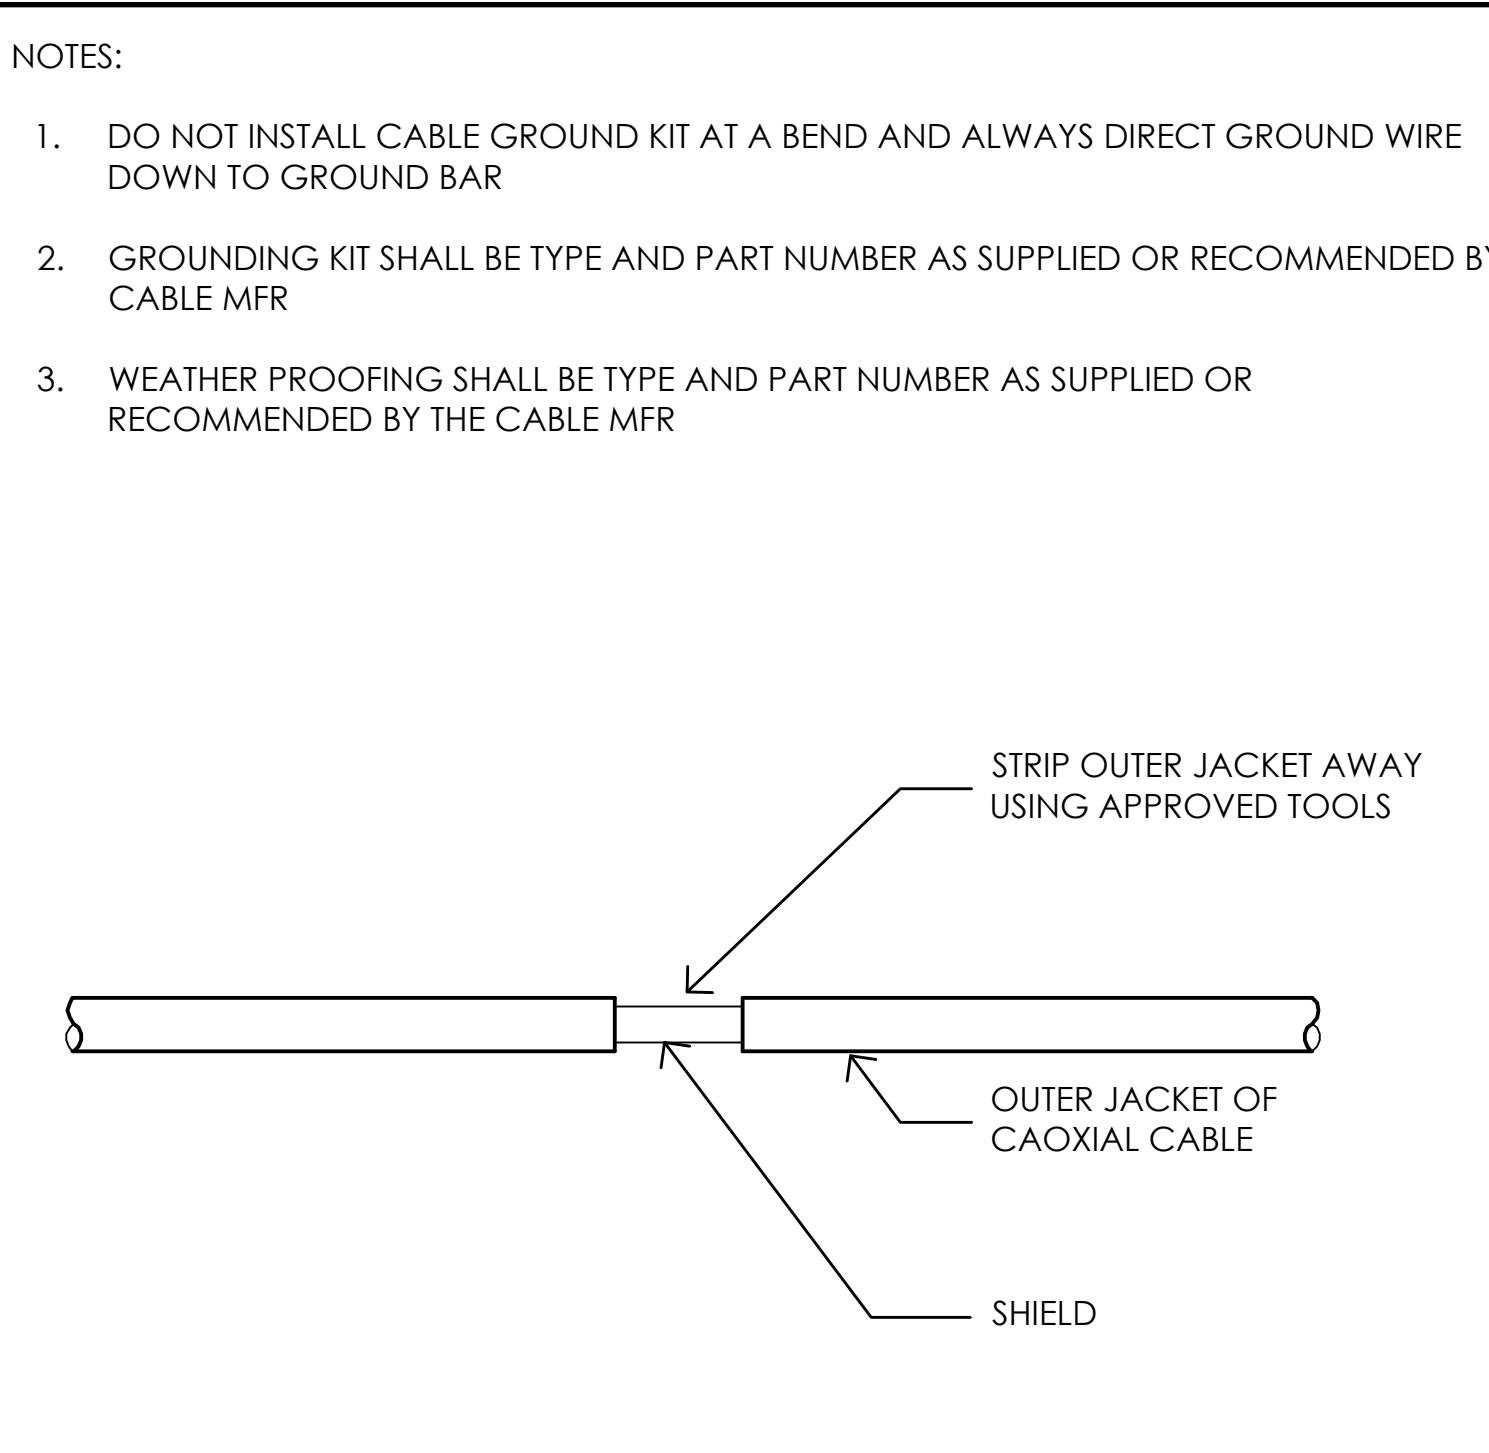 NOTES:
1. DO NOT INSTALL CABLE GROUND KIT AT A BEND AND ALWAYS DIRECT GROUND WIRE
DOWN TO GROUND BAR
2. GROUNDING KIT SHALL BE TYPE AND PART NUMBER AS SUPPLIED OR RECOMMENDED BY
CABLE MFR
3. WEATHER PROOFING SHALL BE TYPE AND PART NUMBER AS SUPPLIED OR
RECOMMENDED BY THE CABLE MFR
STRIP OUTER JACKET AWAY
USING APPROVED TOOLS
OUTER JACKET OF
CAOXIAL CABLE
SHIELD